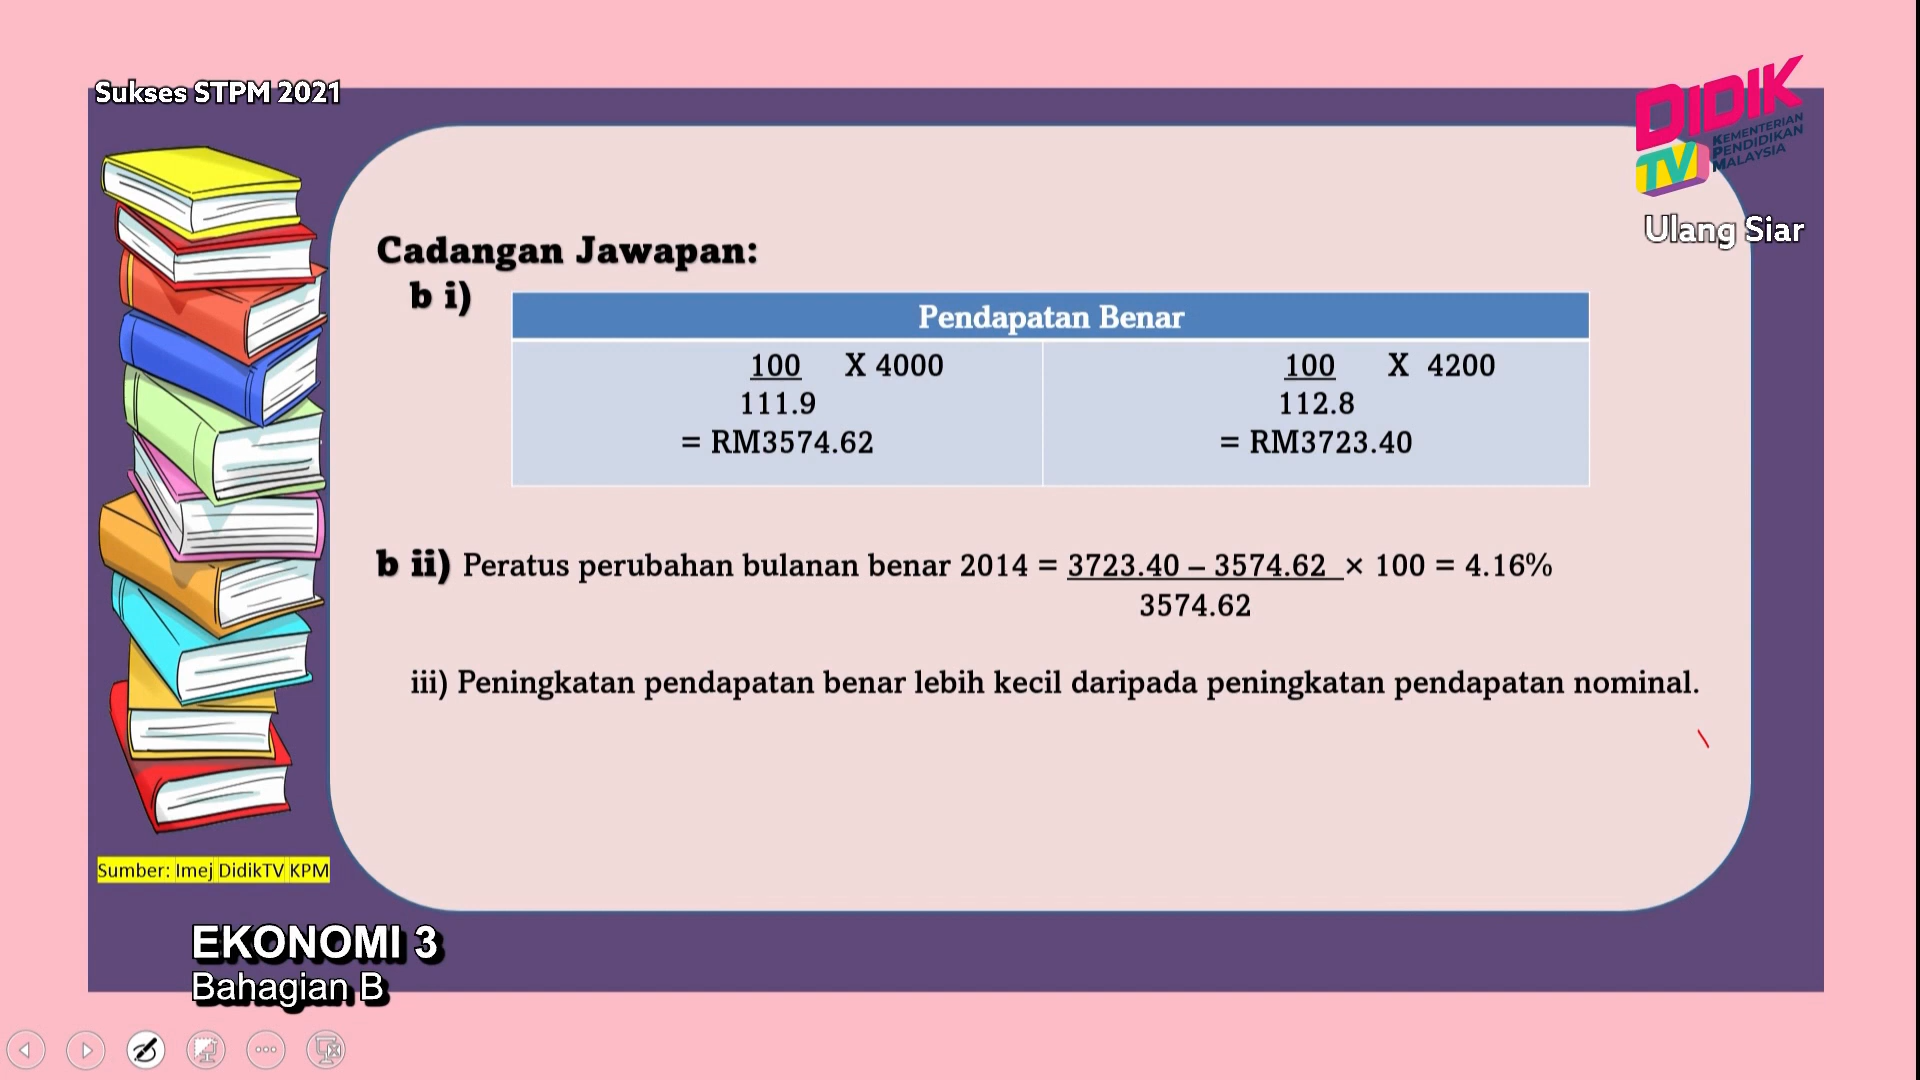 Sukses STPM 2021
DIDIK
TV
KEMENTERIAN
PENDIDIKAN
MALAYSIA
Ulang Siar
Cadangan Jawapan:
b i)
Pendapatan Benar
100 X 4000
111.9
= RM3574.62
100 X 4200
112.8
= RM3723.40
b ii) Peratus perubahan bulanan benar 2014 = 3723.40 – 3574.62 × 100 = 4.16%
3574.62
iii) Peningkatan pendapatan benar lebih kecil daripada peningkatan pendapatan nominal.
Sumber: Imej DidikTV KPM
EKONOMI 3
Bahagian B